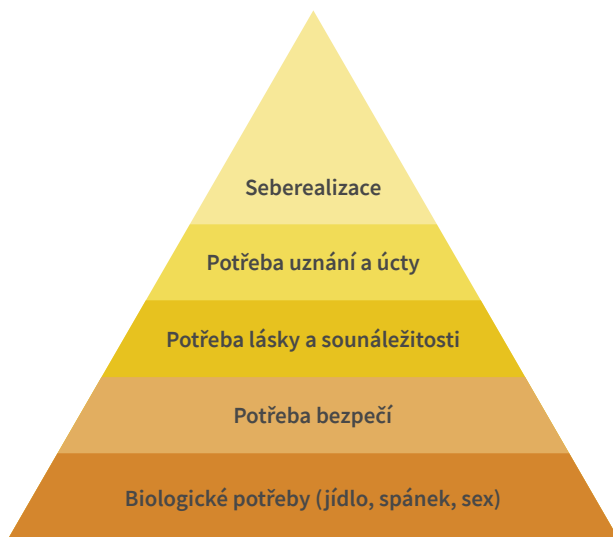 Seberealizace
Potřeba uznání a úcty
Potřeba lásky a sounáležitosti
Potřeba bezpečí
Biologické potřeby (jídlo, spánek, sex)